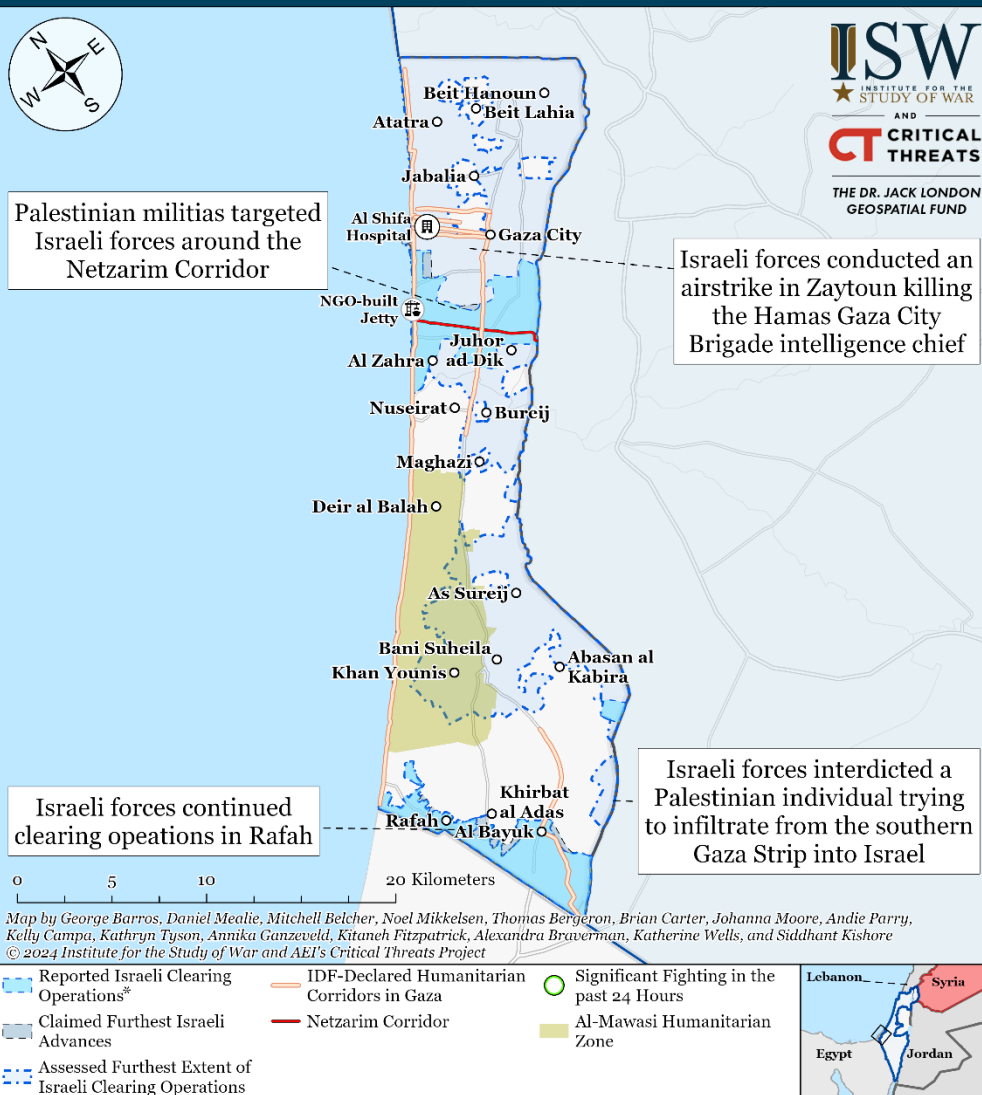 N
E
W
S
ISW
INSTITUTE FOR THE
STUDY OF WAR
AND
CT CRITICAL
THREATS
THE DR. JACK LONDON
GEOSPATIAL FUND
Beit Hanoun
Beit Lahia
Atatra
Jabalia
Palestinian militias targeted
Israeli forces around the
Netzarim Corridor
Al Shifa
Hospital
Gaza City
Israeli forces conducted an
airstrike in Zaytoun killing
the Hamas Gaza City
Brigade intelligence chief
NGO-built
Jetty
Juhor
ad Dik
Al Zahra
Nuseirat
Bureij
Maghazi
Deir al Balah
As Sureij
Bani Suheila
Khan Younis
Abasan al
Kabira
Israeli forces interdicted a
Palestinian individual trying
to infiltrate from the southern
Gaza Strip into Israel
Israeli forces continued
clearing opeations in Rafah
Khirbat
al Adas
Rafah
Al Bayuk
0 5 10 20 Kilometers
Map by George Barros, Daniel Mealie, Mitchell Belcher, Noel Mikkelsen, Thomas Bergeron, Brian Carter, Johanna Moore, Andie Parry,
Kelly Campa, Kathryn Tyson, Annika Ganzeveld, Kitaneh Fitzpatrick, Alexandra Braverman, Katherine Wells, and Siddhant Kishore
© 2024 Institute for the Study of War and AEI's Critical Threats Project
Reported Israeli Clearing
Operations*
Claimed Furthest Israeli
Advances
Assessed Furthest Extent of
Israeli Clearing Operations
IDF-Declared Humanitarian
Corridors in Gaza
Netzarim Corridor
Significant Fighting in the
past 24 Hours
Al-Mawasi Humanitarian
Zone
Lebanon
Syria
Egypt
Jordan